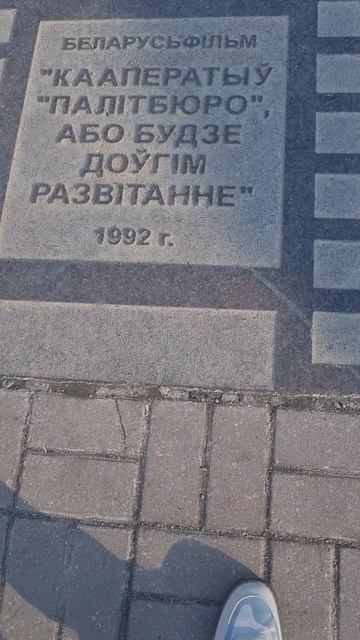 БЕЛАРУСЬФІЛЬМ
"КААПЕРАТЫЎ
"ПАЛІТБЮРО",
АБО БУДЗЕ
ДОЎГІМ
РАЗВІТАННЕ"
1992 г.